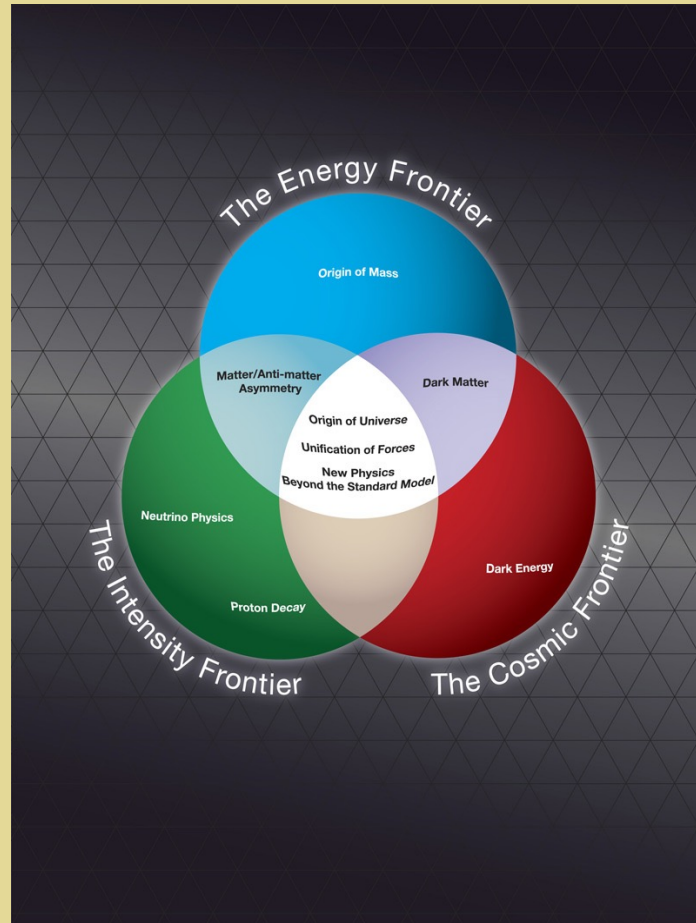 The Energy Frontier
Origin of Mass
Matter/Anti-matter
Asymmetry
Dark Matter
Origin of Universe
Unification of Forces
New Physics
Beyond the Standard Model
Neutrino Physics
Dark Energy
Proton Decay
The Intensity Frontier
The Cosmic Frontier